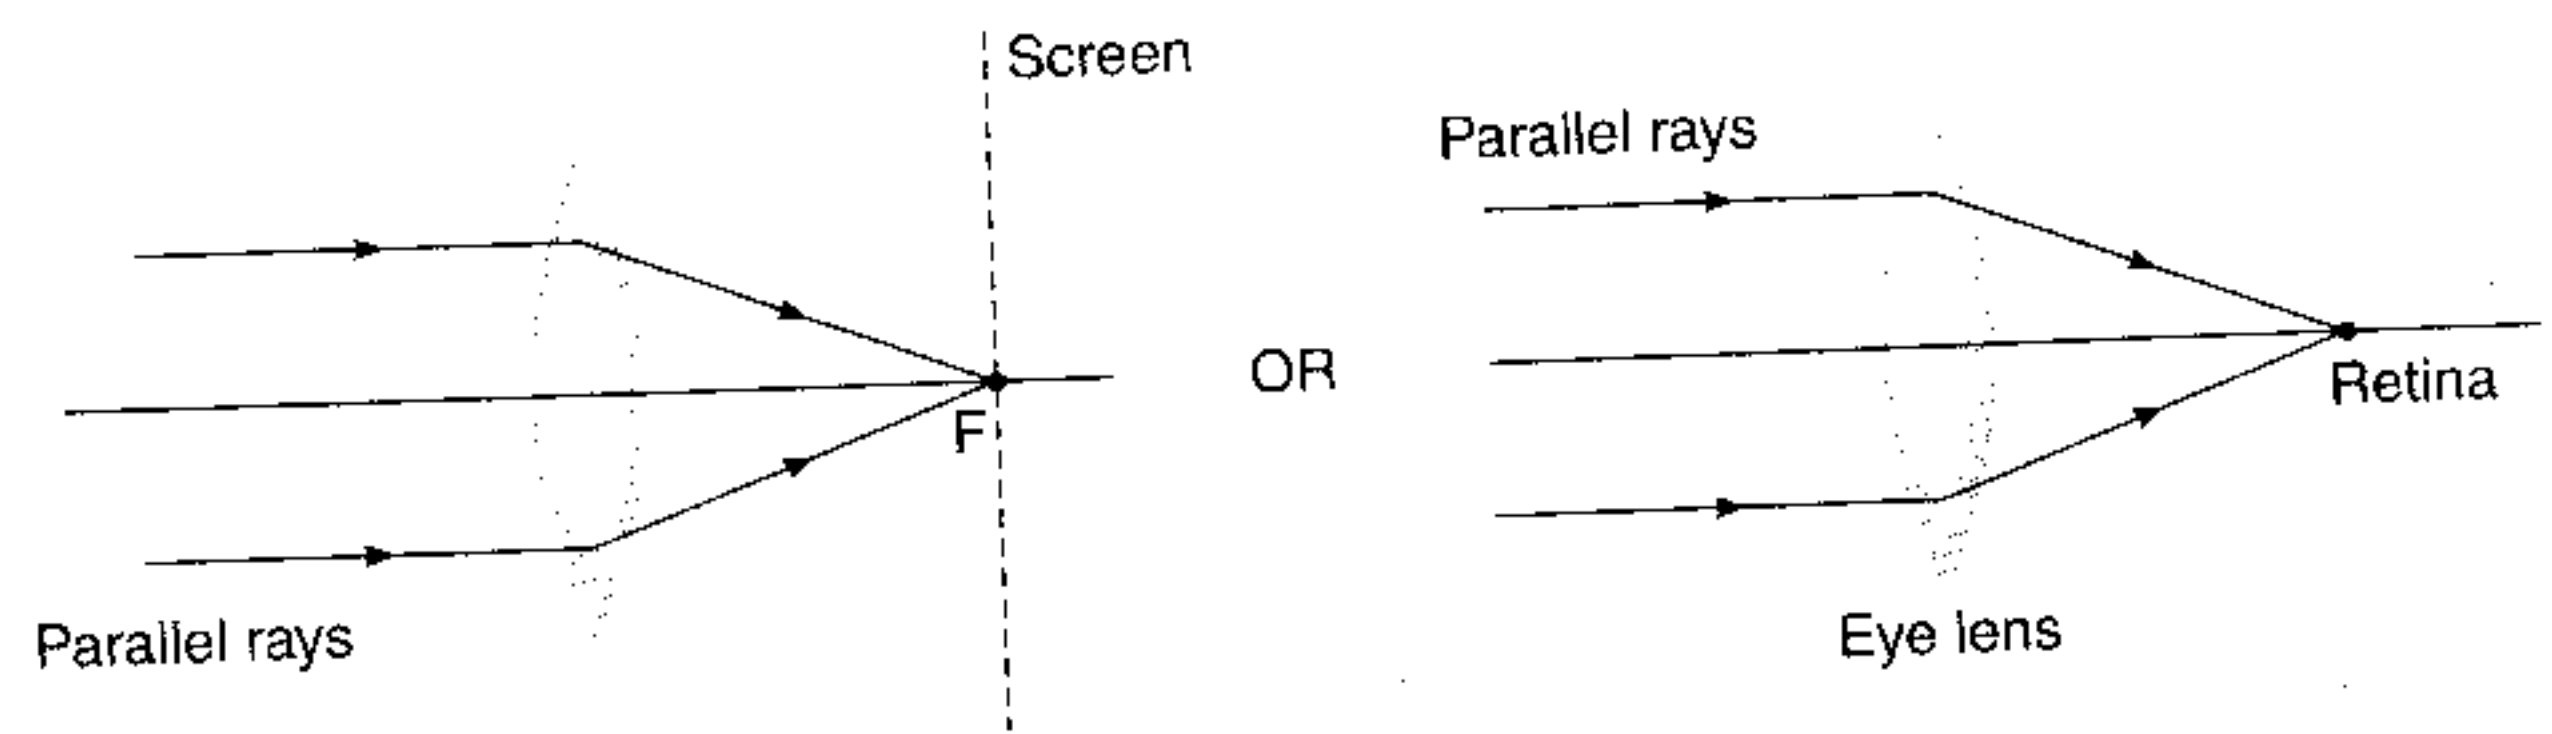 Screen
Parallel rays
OR
F
Retina
Parallel rays
Eye lens